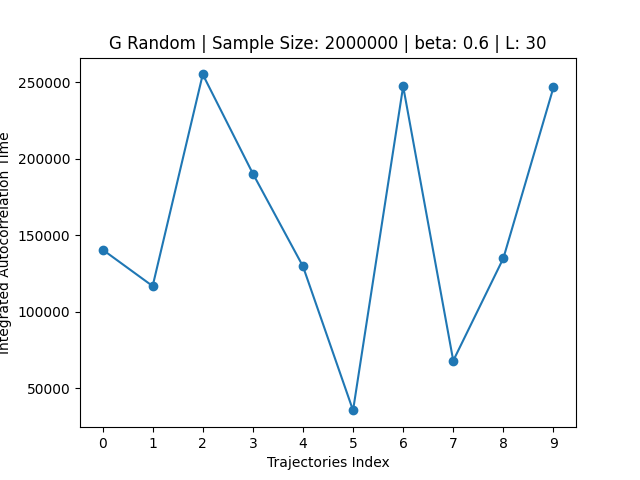 G Random | Sample Size: 2000000 | beta: 0.6 | L: 30
Integrated Autocorrelation Time
250000
200000
150000
100000
50000
0 1 2 3 4 5 6 7 8 9
Trajectories Index